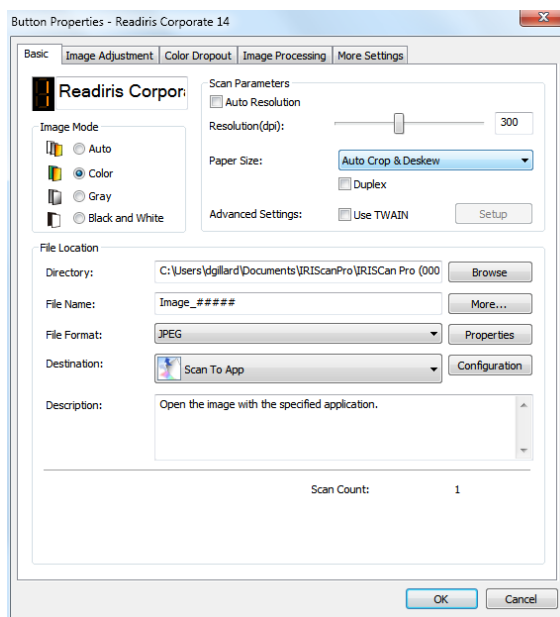 Button Properties - Readiris Corporate 14
Basic Image Adjustment Color Dropout Image Processing More Settings
1 Readiris Corpor
Image Mode
Auto
Color
Gray
Black and White
Scan Parameters
Auto Resolution
Resolution(dpi): 300
Paper Size: Auto Crop & Deskew
Duplex
Advanced Settings: Use TWAIN Setup
File Location
Directory: C:\Users\dgillard\Documents\IRIScanPro\IRISCan Pro (000 Browse
File Name: Image_##### More...
File Format: JPEG Properties
Destination: Scan To App Configuration
Description: Open the image with the specified application.
Scan Count: 1
OK Cancel